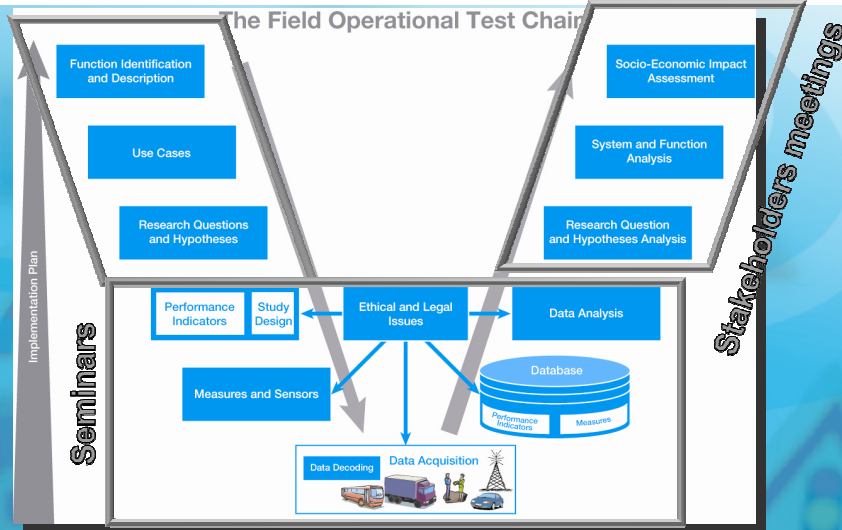 The Field Operational Test Chain
Function Identification
and Description
Use Cases
Research Questions
and Hypotheses
Socio-Economic Impact
Assessment
System and Function
Analysis
Research Question
and Hypotheses Analysis
Implementation Plan
Seminars
Stakeholders meetings
Performance
Indicators
Study
Design
Ethical and Legal
Issues
Data Analysis
Measures and Sensors
Database
Performance
Indicators
Measures
Data Decoding
Data Acquisition